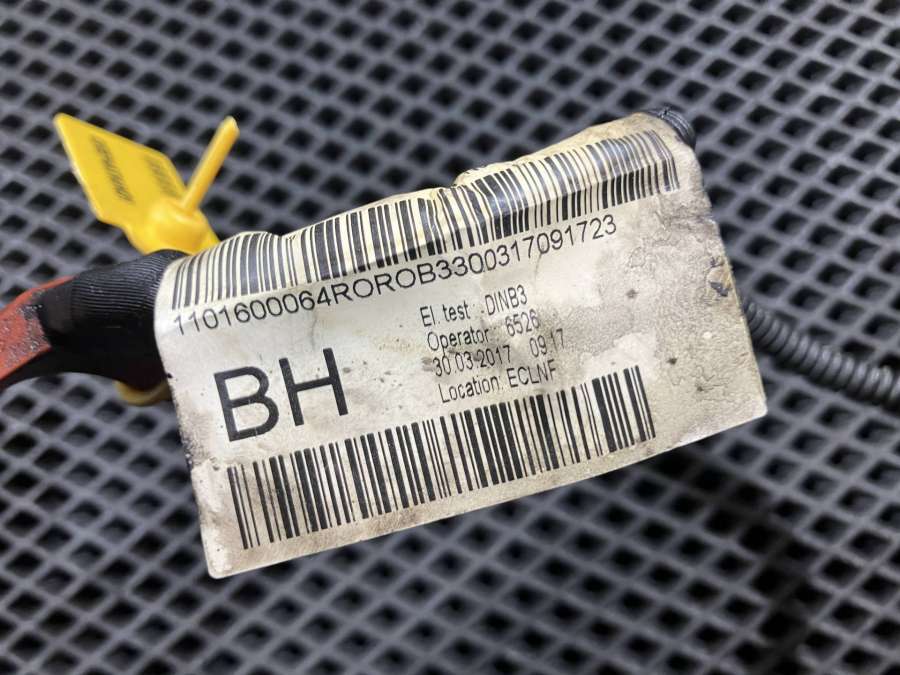 1101600064ROROB3300317091723
El. test : DINB3
Operator : 6526
30.03-2017 09:17
Location: ECLNF
BH